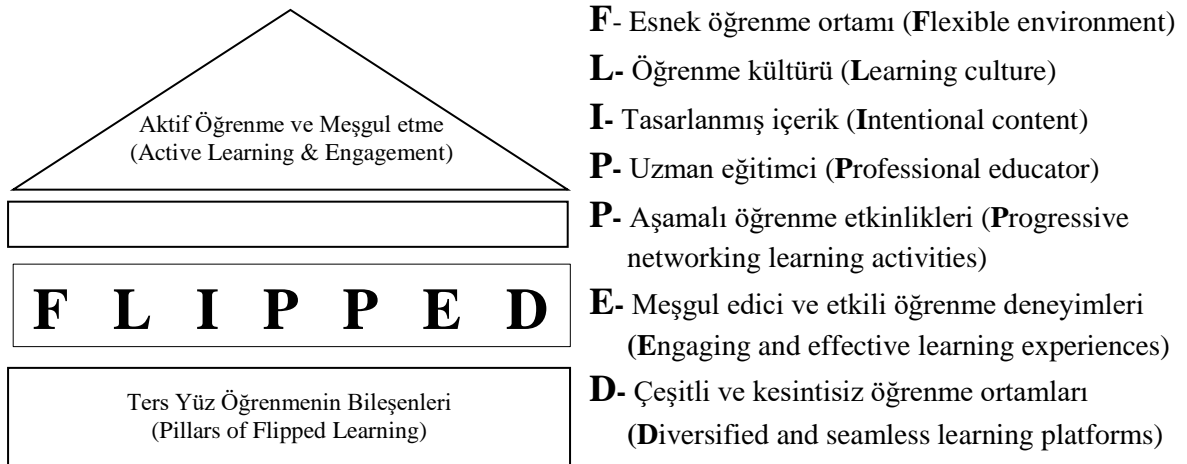 Aktif Öğrenme ve Meşgul etme
(Active Learning & Engagement)
F L I P P E D
Ters Yüz Öğrenmenin Bileşenleri
(Pillars of Flipped Learning)
F- Esnek öğrenme ortamı (Flexible environment)
L- Öğrenme kültürü (Learning culture)
I- Tasarlanmış içerik (Intentional content)
P- Uzman eğitimci (Professional educator)
P- Aşamalı öğrenme etkinlikleri (Progressive
networking learning activities)
E- Meşgul edici ve etkili öğrenme deneyimleri
(Engaging and effective learning experiences)
D- Çeşitli ve kesintisiz öğrenme ortamları
(Diversified and seamless learning platforms)